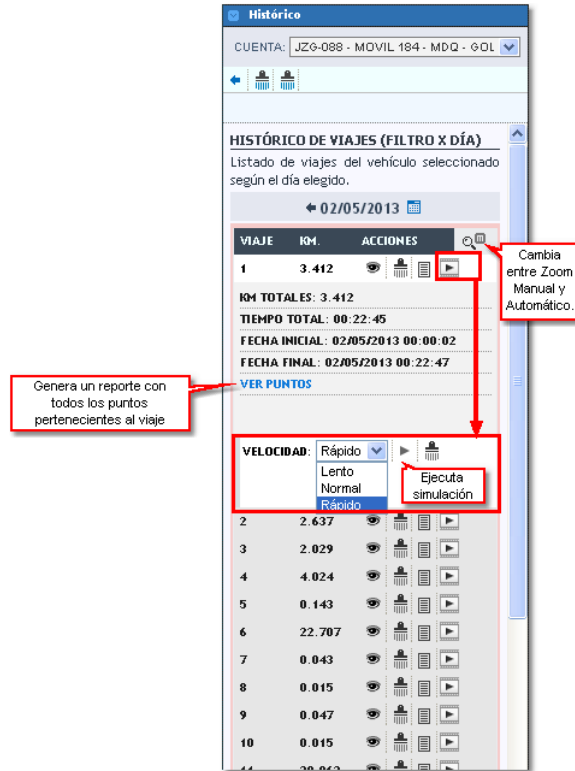 Histórico
CUENTA: JZG-088 - MOVIL 184 - MDQ - GOL
HISTÓRICO DE VIAJES (FILTRO X DÍA)
Listado de viajes del vehículo seleccionado
según el día elegido.
02/05/2013
VIAJE KM. ACCIONES
1 3.412
Cambia
entre Zoom
Manual y
Automático.
KM TOTALES: 3.412
TIEMPO TOTAL: 00:22:45
FECHA INICIAL: 02/05/2013 00:00:02
FECHA FINAL: 02/05/2013 00:22:47
VER PUNTOS
Genera un reporte con
todos los puntos
pertenecientes al viaje
VELOCIDAD: Rápido
Lento
Normal
Rápido
Ejecuta
simulación
2 2.637
3 2.029
4 4.024
5 0.143
6 22.707
7 0.043
8 0.015
9 0.047
10 0.015